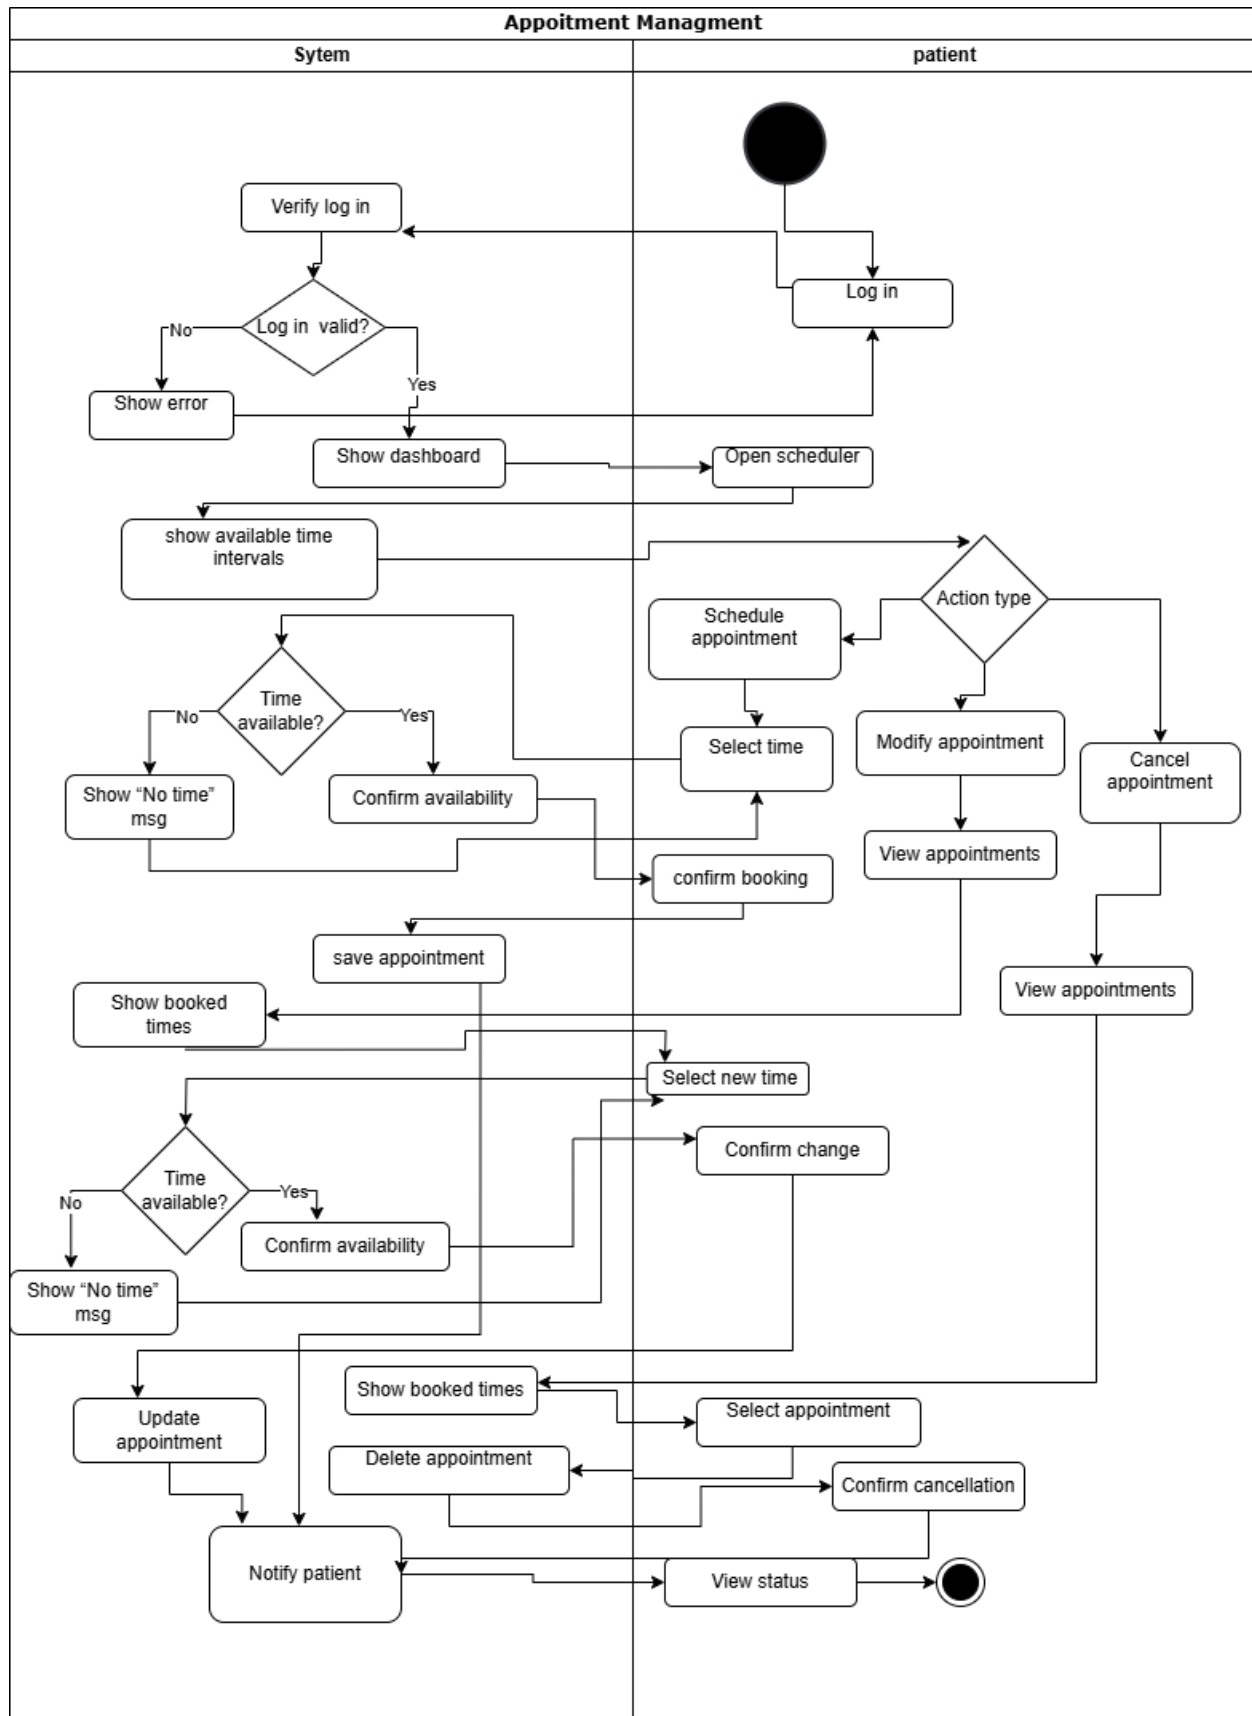 Appoitment Managment
Sytem
patient
Verify log in
Log in
Log in  valid?
No
Yes
Show error
Show dashboard
Open scheduler
show available time
intervals
Action type
Schedule
appointment
Time
available?
No
Yes
Select time
Modify appointment
Cancel
appointment
Show “No time”
msg
Confirm availability
View appointments
confirm booking
save appointment
View appointments
Show booked
times
Select new time
Confirm change
Time
available?
No
Yes
Confirm availability
Show “No time”
msg
Show booked times
Select appointment
Update
appointment
Delete appointment
Confirm cancellation
Notify patient
View status